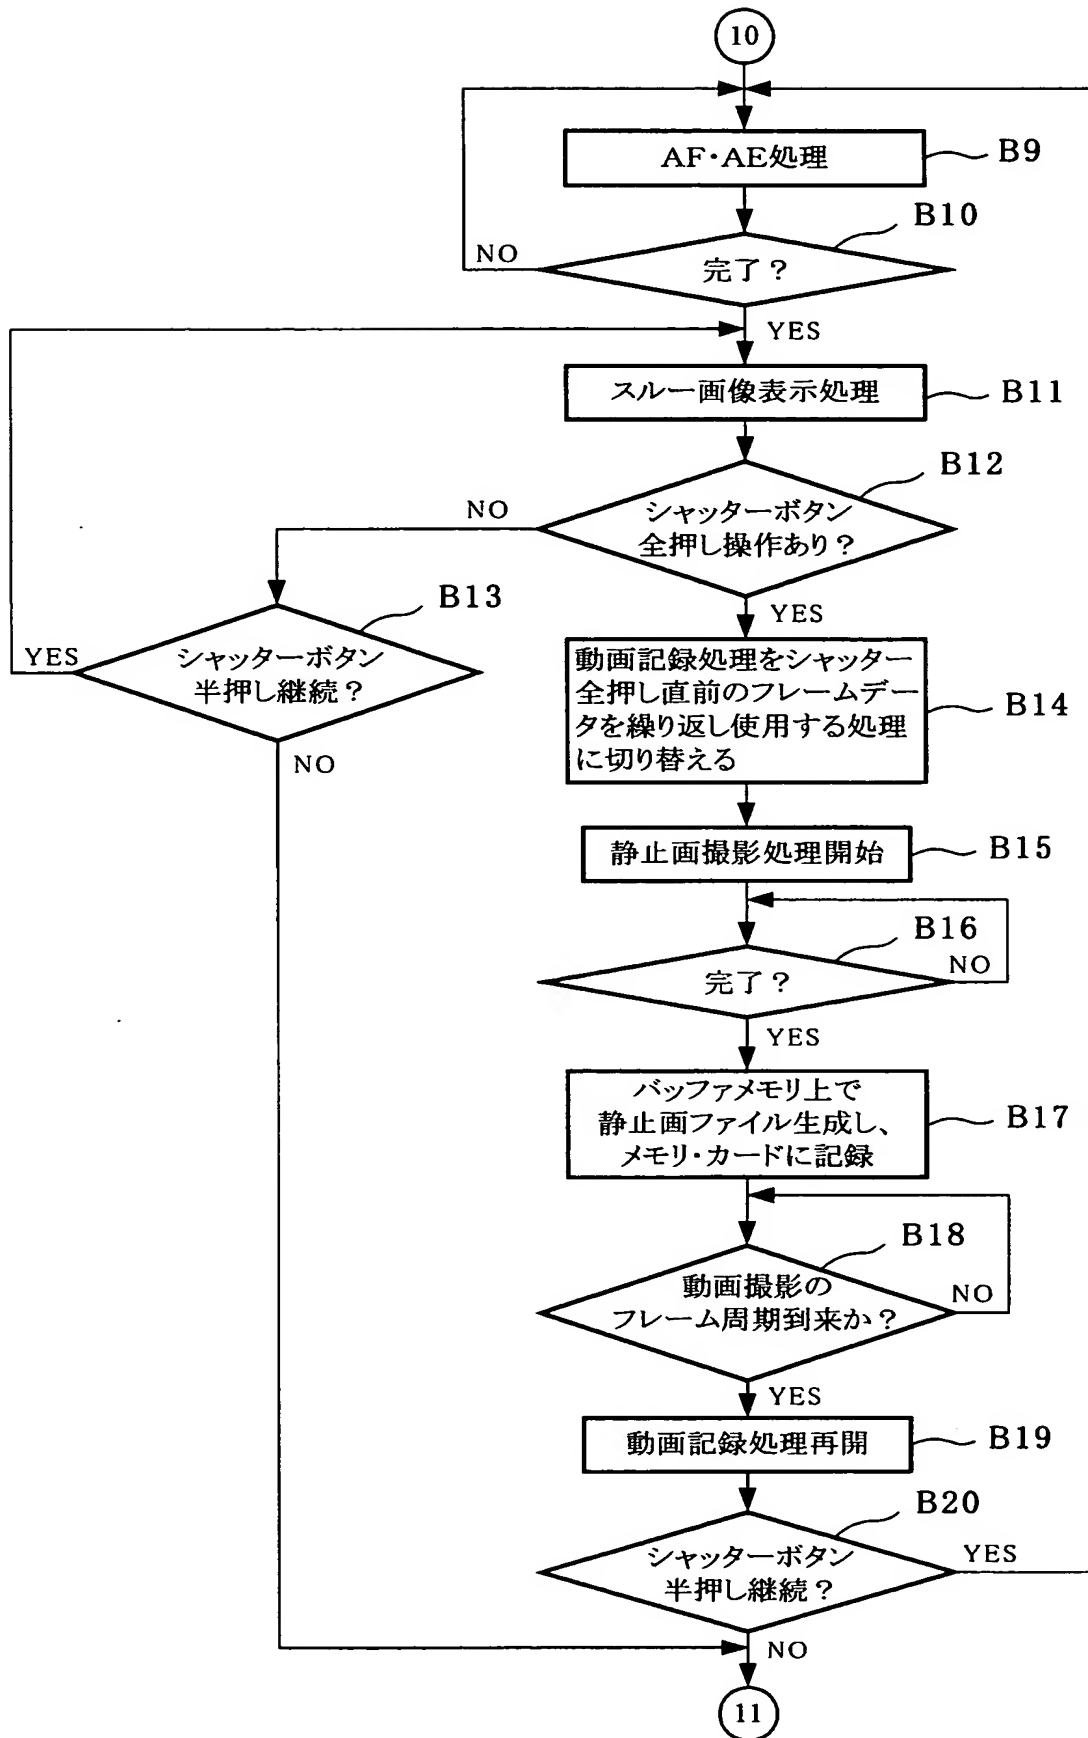 10
AF・AE処理
B9
B10
NO
完了？
YES
スルー画像表示処理
B11
B12
NO
シャッターボタン
全押し操作あり？
B13
YES
YES
シャッターボタン
半押し継続？
NO
動画記録処理をシャッター
全押し直前のフレームデー
タを繰り返し使用する処理
に切り替える
B14
静止画撮影処理開始
B15
B16
完了？
NO
YES
バッファメモリ上で
静止画ファイル生成し、
メモリ・カードに記録
B17
B18
動画撮影の
フレーム周期到来か？
NO
YES
動画記録処理再開
B19
B20
シャッターボタン
半押し継続？
YES
NO
11